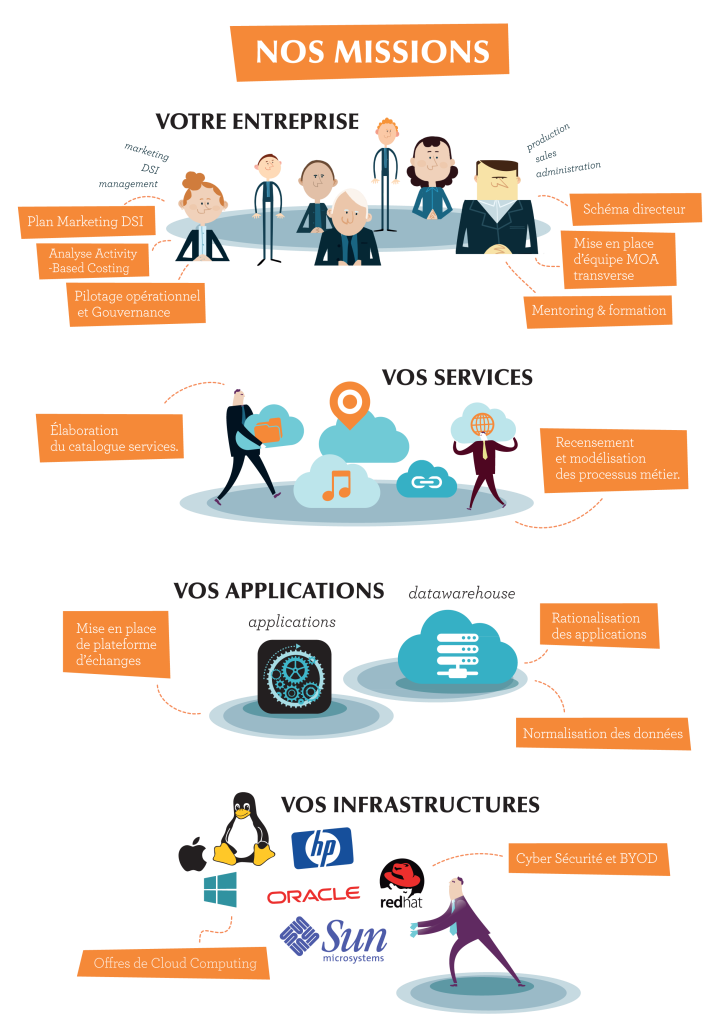 NOS MISSIONS
VOTRE ENTREPRISE
marketing
DSI
management
production
sales
administration
Plan Marketing DSI
Analyse Activity
-Based Costing
Pilotage opérationnel
et Gouvernance
Schéma directeur
Mise en place
d'équipe MOA
transverse
Mentoring & formation
VOS SERVICES
Élaboration
du catalogue services.
Recensement
et modélisation
des processus métier.
VOS APPLICATIONS
applications
datawarehouse
Mise en place
de plateforme
d'échanges
Rationalisation
des applications
Normalisation des données
VOS INFRASTRUCTURES
hp
ORACLE
redhat
Sun
microsystems
Cyber Sécurité et BYOD
Offres de Cloud Computing